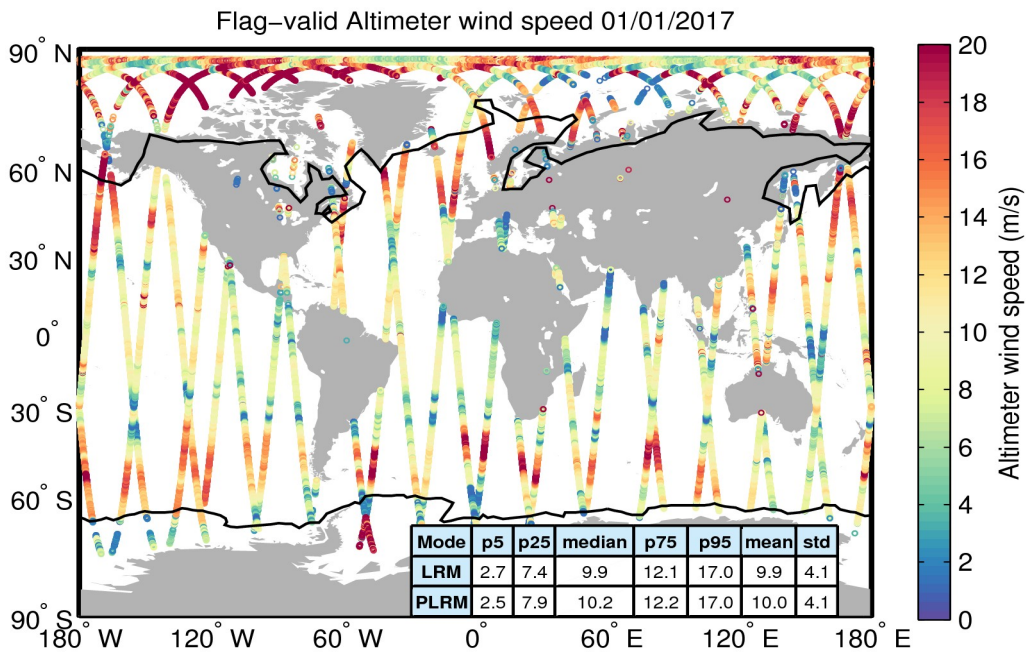 Flag−valid Altimeter wind speed 01/01/2017
90° N
60° N
30° N
0°
30° S
60° S
90° S
180° W
120° W
60° W
0°
60° E
120° E
180° E
Mode p5 p25 median p75 p95 mean std
LRM 2.7 7.4 9.9 12.1 17.0 9.9 4.1
PLRM 2.5 7.9 10.2 12.2 17.0 10.0 4.1
20
18
16
14
12
10
8
6
4
2
0
Altimeter wind speed (m/s)